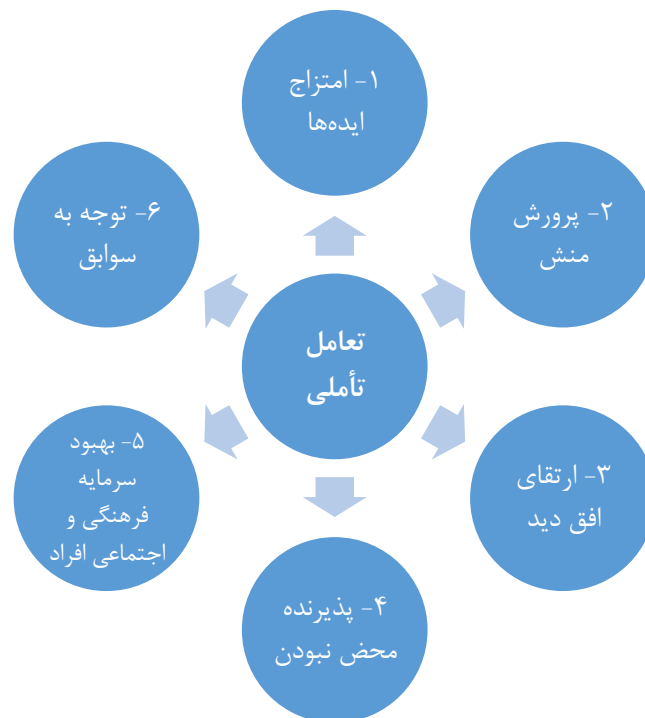 تعامل
تأملی
۱- امتزاج
ایده‌ها
۲- پرورش
منش
۳- ارتقای
افق دید
۴- پذیرنده
محض نبودن
۵- بهبود
سرمایه
فرهنگی و
اجتماعی افراد
۶- توجه به
سوابق